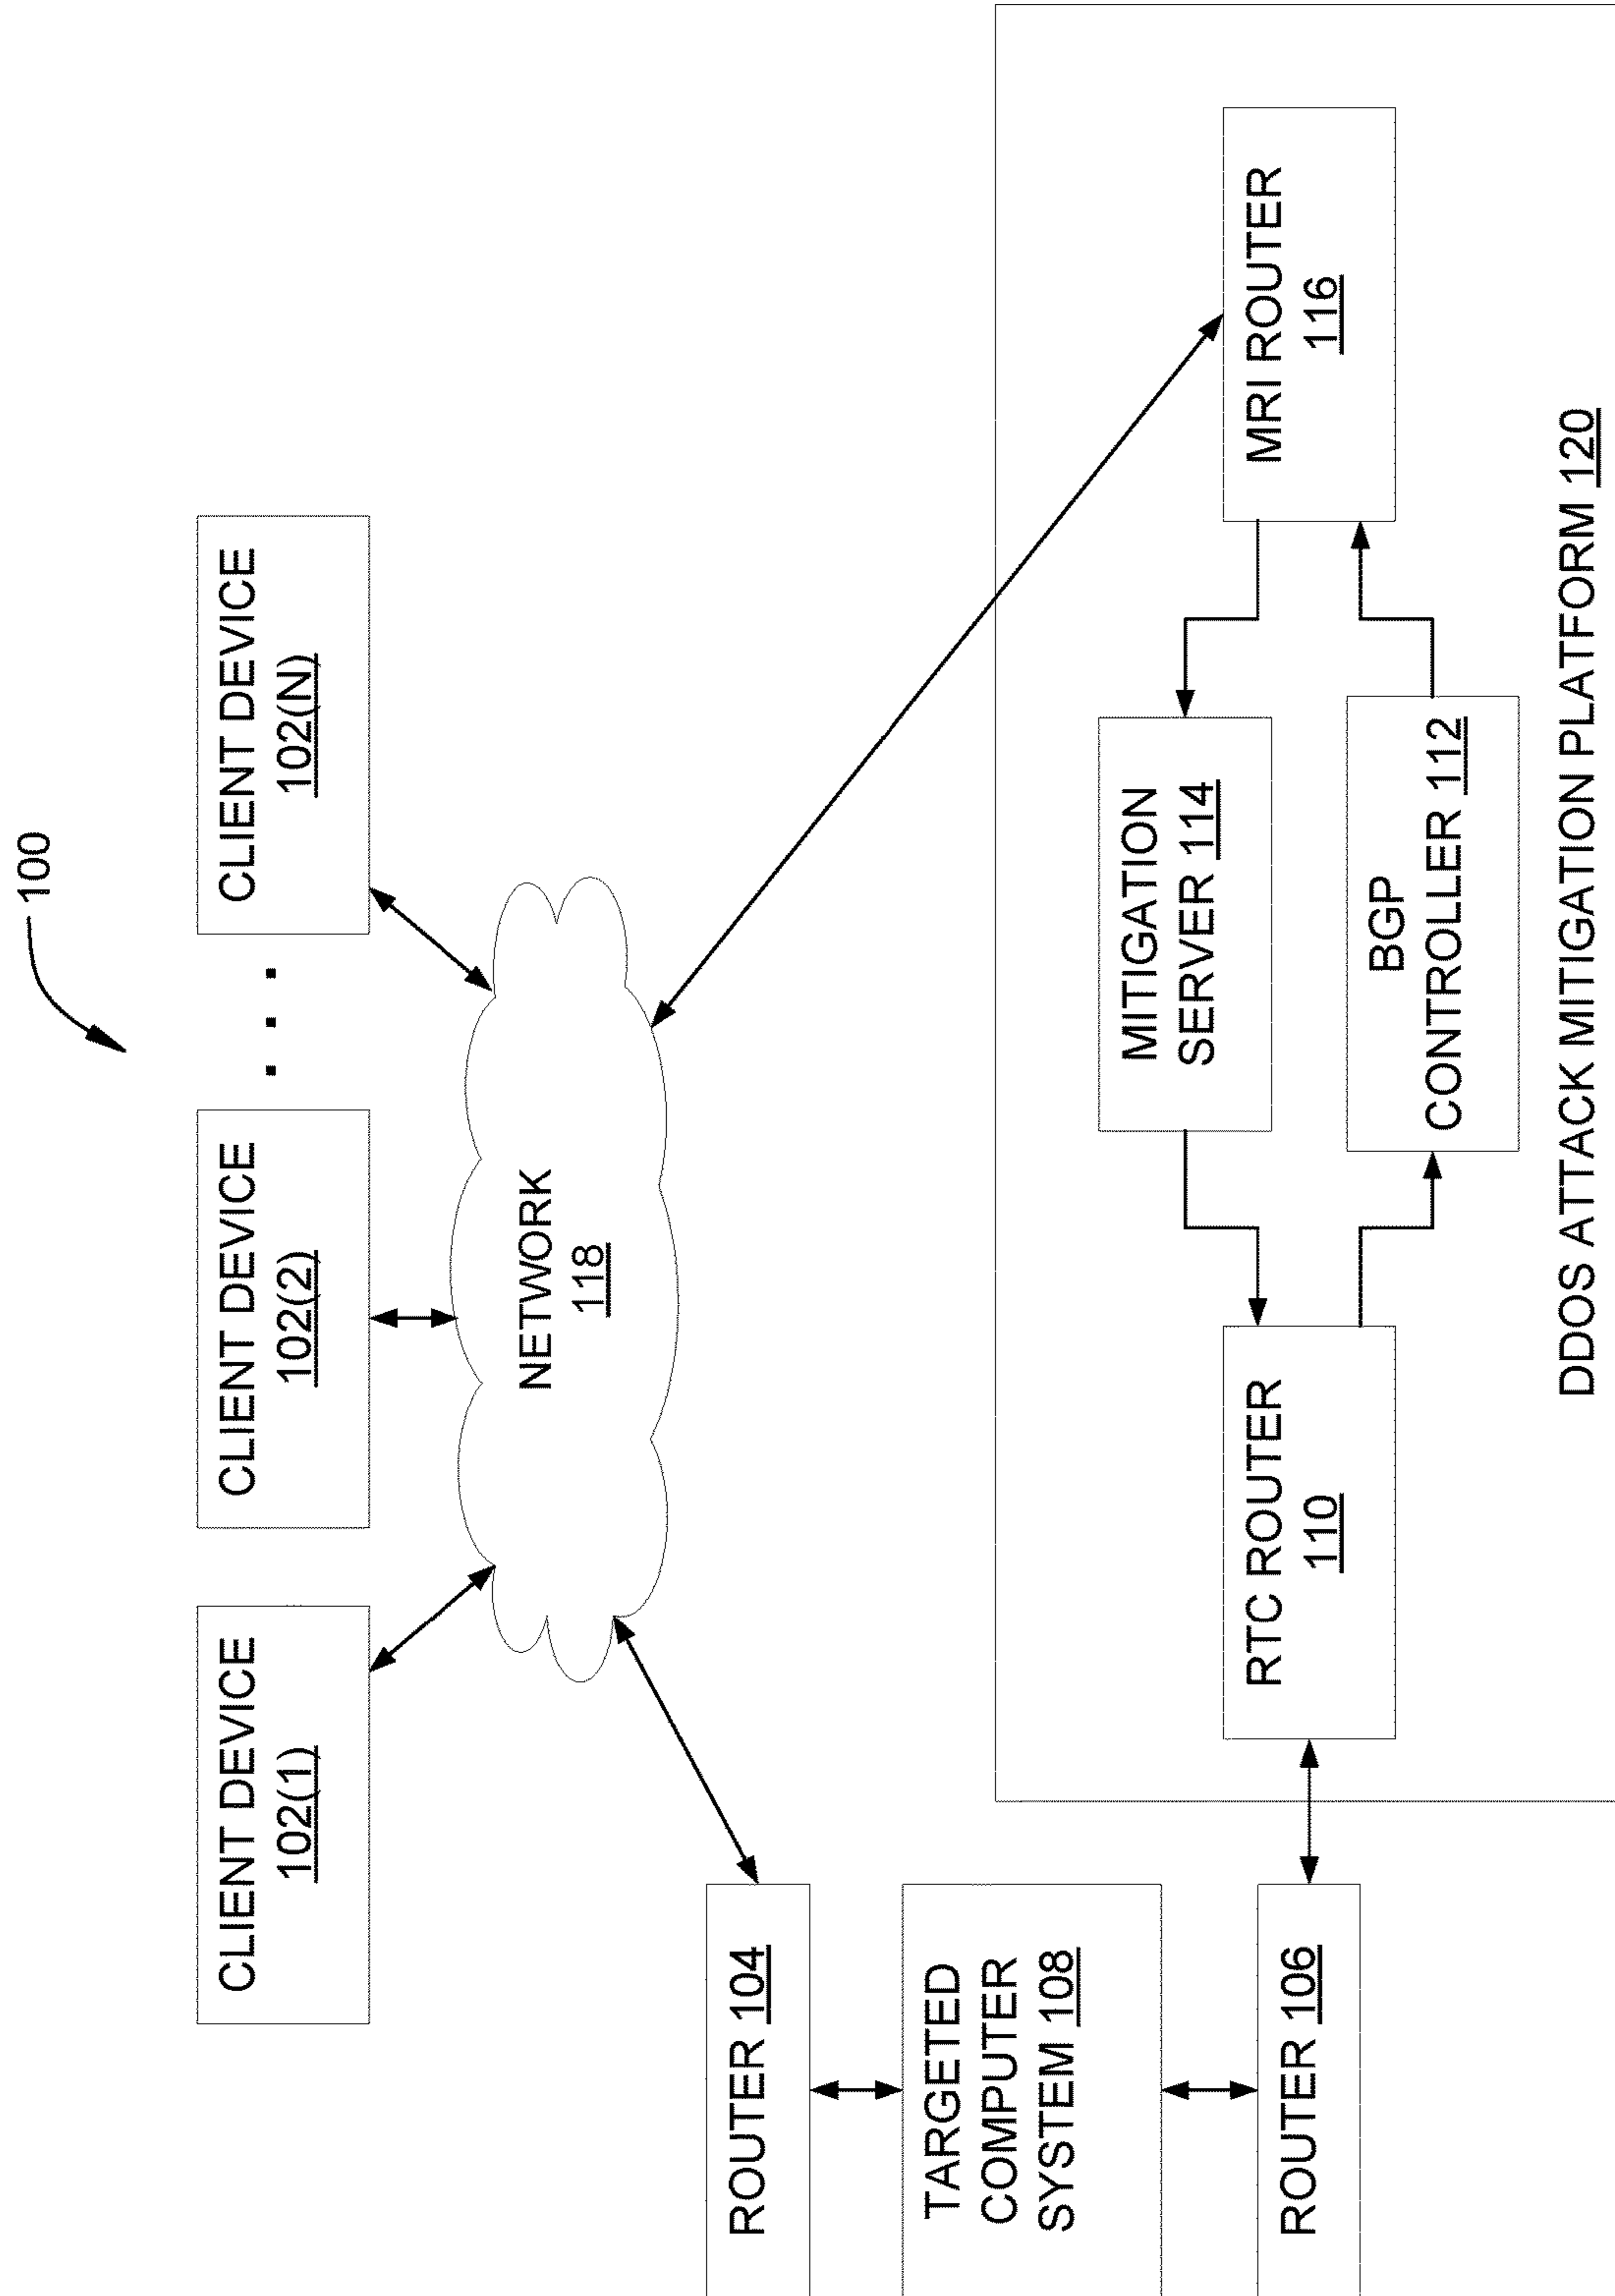 100
CLIENT DEVICE
102(1)
CLIENT DEVICE
102(2)
. . .
CLIENT DEVICE
102(N)
NETWORK
118
ROUTER 104
TARGETED
COMPUTER
SYSTEM 108
ROUTER 106
RTC ROUTER
110
MITIGATION
SERVER 114
BGP
CONTROLLER 112
MRI ROUTER
116
DDOS ATTACK MITIGATION PLATFORM 120